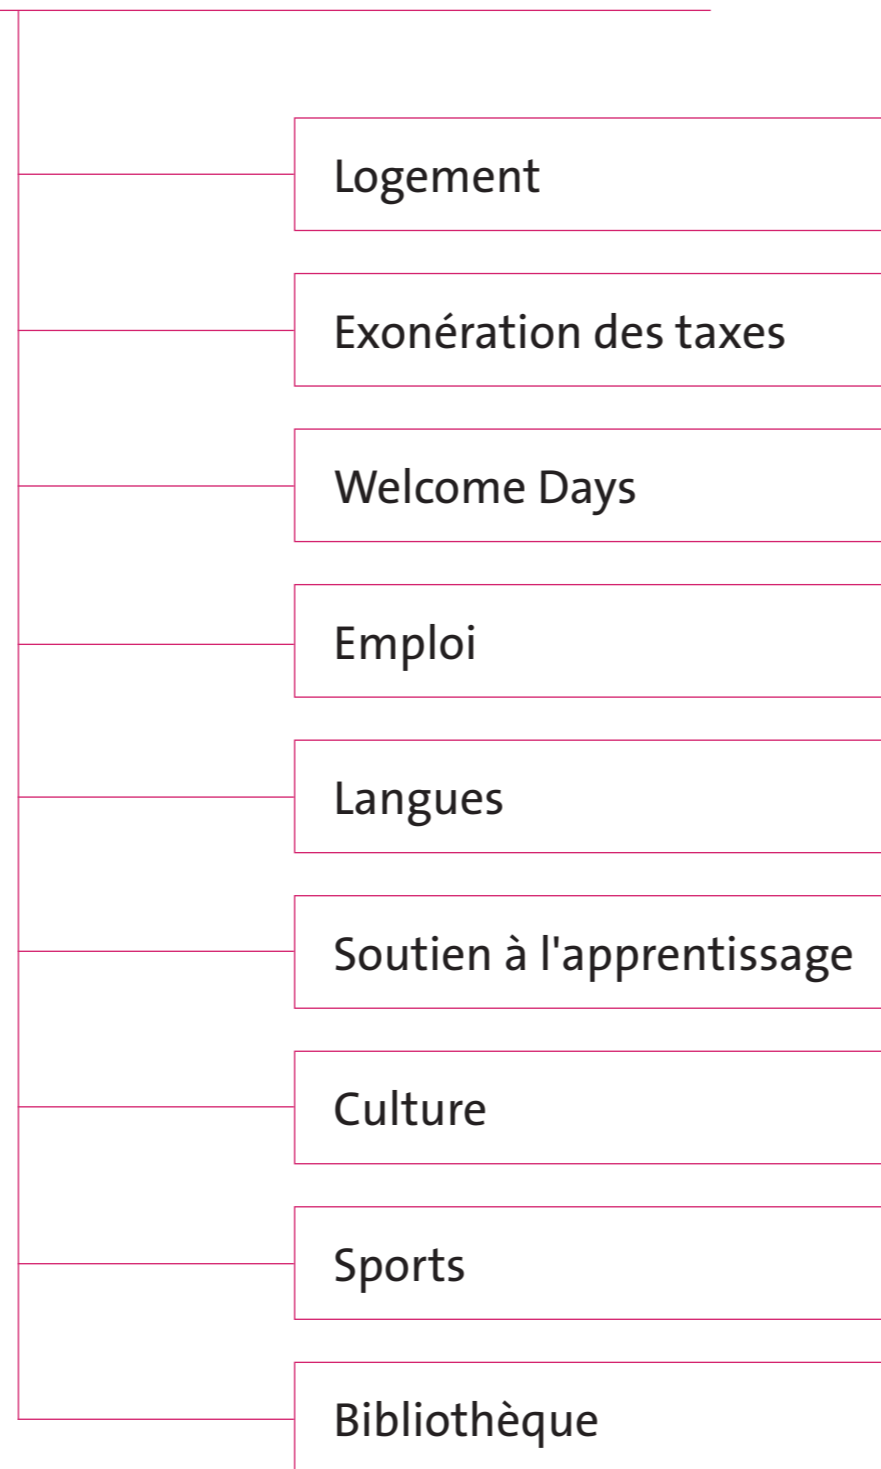 Logement
Exonération des taxes
Welcome Days
Emploi
Langues
Soutien à l'apprentissage
Culture
Sports
Bibliothèque